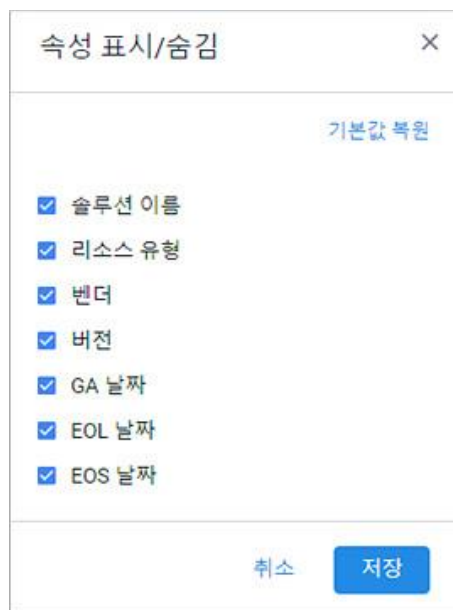 속성 표시/숨김
기본값 복원
솔루션 이름
리소스 유형
벤더
버전
GA 날짜
EOL 날짜
EOS 날짜
취소 저장